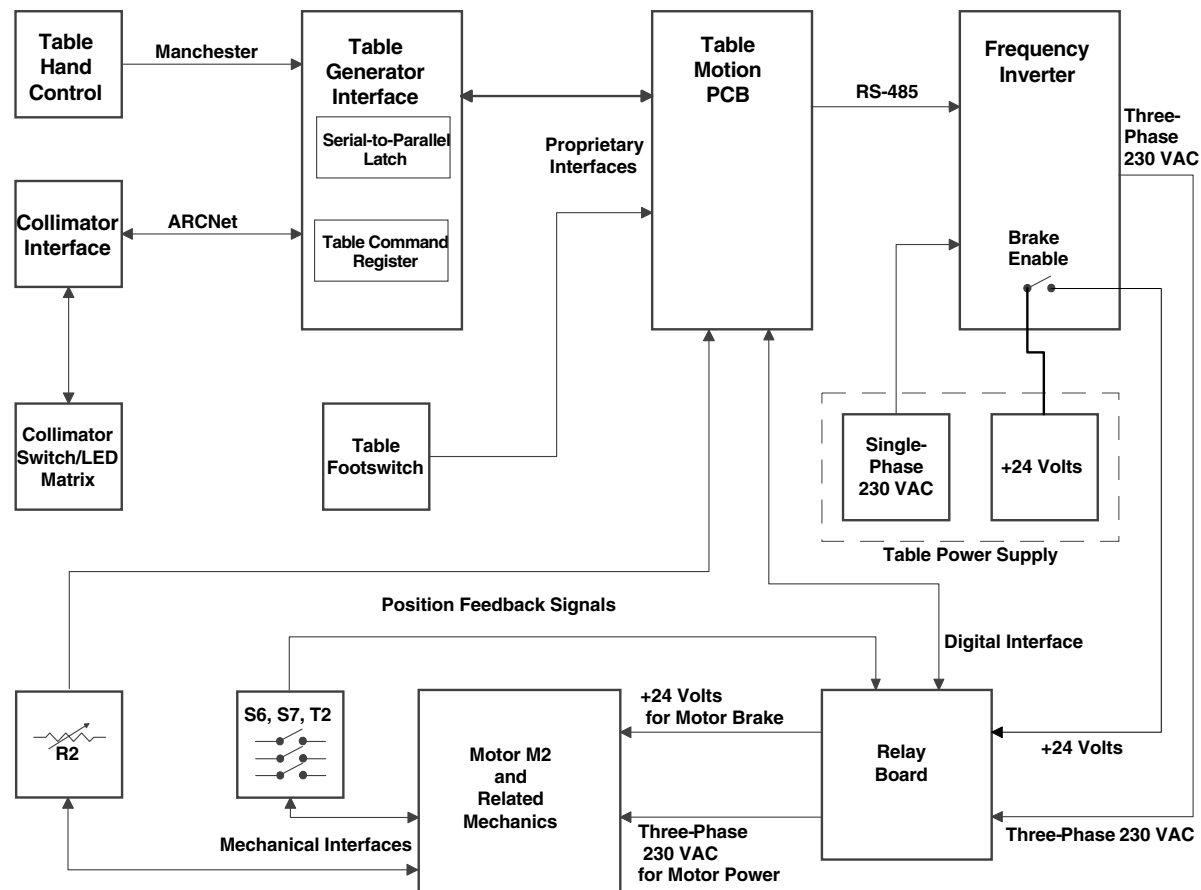 Table
Hand
Control
Manchester
Table
Generator
Interface
Serial-to-Parallel
Latch
Table Command
Register
Table
Motion
PCB
RS-485
Frequency
Inverter
Three-
Phase
230 VAC
Proprietary
Interfaces
Collimator
Interface
ARCNet
Brake
Enable
Collimator
Switch/LED
Matrix
Table
Footswitch
Single-
Phase
230 VAC
+24 Volts
Table Power Supply
Position Feedback Signals
Digital Interface
R2
S6, S7, T2
Motor M2
and
Related
Mechanics
+24 Volts
for Motor Brake
Relay
Board
+24 Volts
Mechanical Interfaces
Three-Phase
230 VAC
for Motor Power
Three-Phase 230 VAC